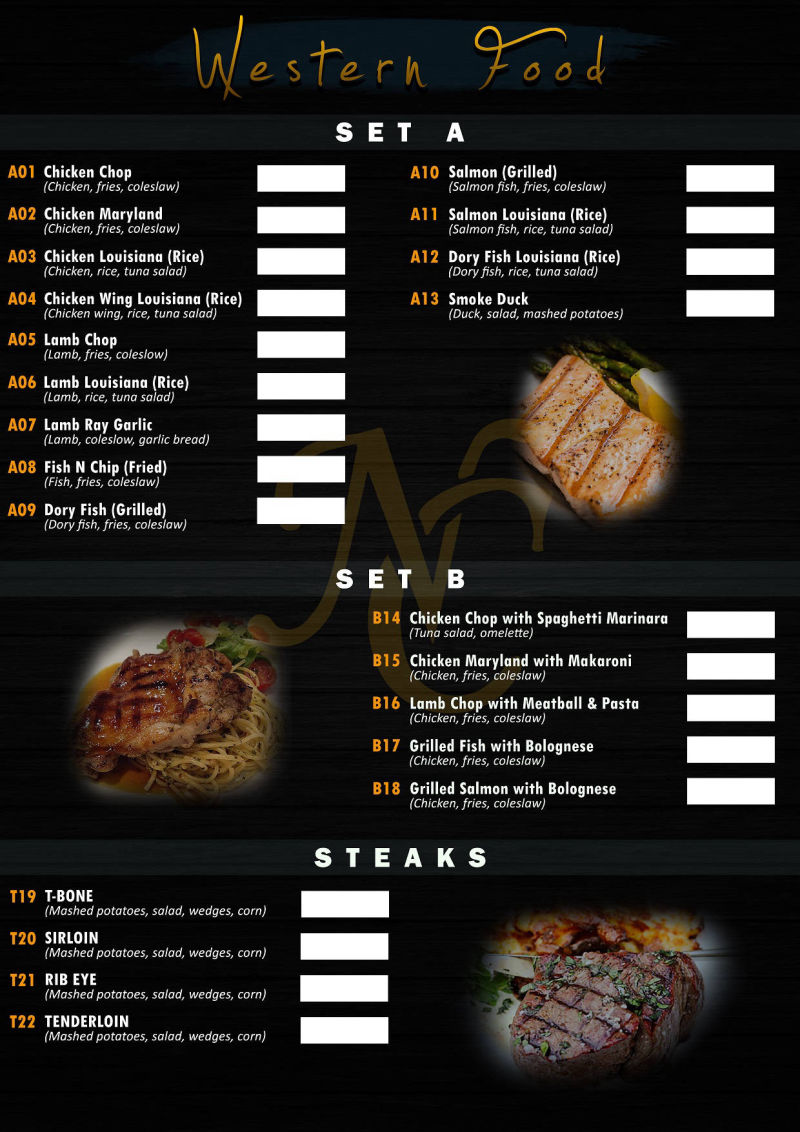 Western Food
SET A
A01 Chicken Chop
(Chicken, fries, coleslaw)
A02 Chicken Maryland
(Chicken, fries, coleslaw)
A03 Chicken Louisiana (Rice)
(Chicken, rice, tuna salad)
A04 Chicken Wing Louisiana (Rice)
(Chicken wing, rice, tuna salad)
A05 Lamb Chop
(Lamb, fries, coleslow)
A06 Lamb Louisiana (Rice)
(Lamb, rice, tuna salad)
A07 Lamb Ray Garlic
(Lamb, coleslow, garlic bread)
A08 Fish N Chip (Fried)
(Fish, fries, coleslaw)
A09 Dory Fish (Grilled)
(Dory fish, fries, coleslaw)
A10 Salmon (Grilled)
(Salmon fish, fries, coleslaw)
A11 Salmon Louisiana (Rice)
(Salmon fish, rice, tuna salad)
A12 Dory Fish Louisiana (Rice)
(Dory fish, rice, tuna salad)
A13 Smoke Duck
(Duck, salad, mashed potatoes)
SET B
B14 Chicken Chop with Spaghetti Marinara
(Tuna salad, omelette)
B15 Chicken Maryland with Makaroni
(Chicken, fries, coleslaw)
B16 Lamb Chop with Meatball & Pasta
(Chicken, fries, coleslaw)
B17 Grilled Fish with Bolognese
(Chicken, fries, coleslaw)
B18 Grilled Salmon with Bolognese
(Chicken, fries, coleslaw)
STEAKS
T19 T-BONE
(Mashed potatoes, salad, wedges, corn)
T20 SIRLOIN
(Mashed potatoes, salad, wedges, corn)
T21 RIB EYE
(Mashed potatoes, salad, wedges, corn)
T22 TENDERLOIN
(Mashed potatoes, salad, wedges, corn)